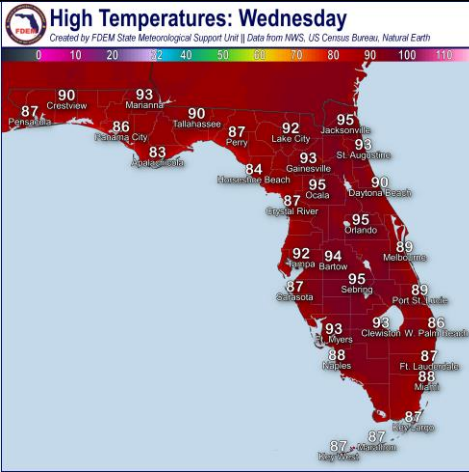 FDEM
High Temperatures: Wednesday
Created by FDEM State Meteorological Support Unit || Data from NWS, US Census Bureau, Natural Earth
0 10 20 32 40 50 60 70 80 90 100 110
90
Crestview
93
Marianna
87
Pensacola
86
Panama City
90
Tallahassee
83
Apalachicola
87
Perry
92
Lake City
95
Jacksonville
93
St. Augustine
93
Gainesville
84
Horseshoe Beach
95
Ocala
90
Daytona Beach
87
Crystal River
95
Orlando
89
Melbourne
92
Tampa
94
Bartow
95
Sebring
87
Sarasota
89
Port St. Lucie
93
Ft. Myers
93
Clewiston
86
W. Palm Beach
88
Naples
87
Ft. Lauderdale
88
Miami
87
Key Largo
87
Marathon
87
Key West